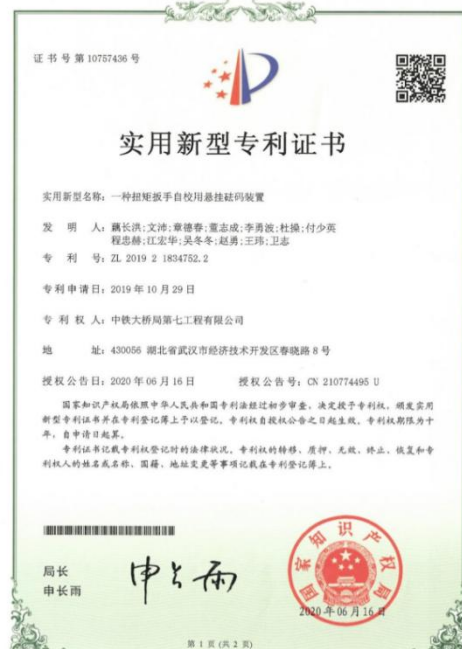 证书号第10757436号
实用新型专利证书
实用新型名称:一种扭矩扳手自校用悬挂砝码装置
发 明 人:藕长洪;文沛;章德春;董志成;李勇波;杜操;付少英
程忠赫;江宏华;吴冬冬;赵勇;王玮;卫志
专 利 号:ZL 2019 2 1834752.2
专利申请日:2019年10月29日
专 利 权 人:中铁大桥局第七工程有限公司
地 址:430056 湖北省武汉市经济技术开发区春晓路8号
授权公告日:2020年06月16日 授权公告号:CN 210774495 U
国家知识产权局依照中华人民共和国专利法经过初步审查,决定授予专利权,颁发实用
新型专利证书并在专利登记簿上予以登记。专利权自授权公告之日起生效。专利权期限为十
年,自申请日起算。
专利证书记载专利权登记时的法律状况。专利权的转移、质押、无效、终止、恢复和专
利权人的姓名或名称、国籍、地址变更等事项记载在专利登记簿上。
局长
申长雨
申长雨
国家知识产权局
2020年06月16日
第 1 页 (共 2 页)